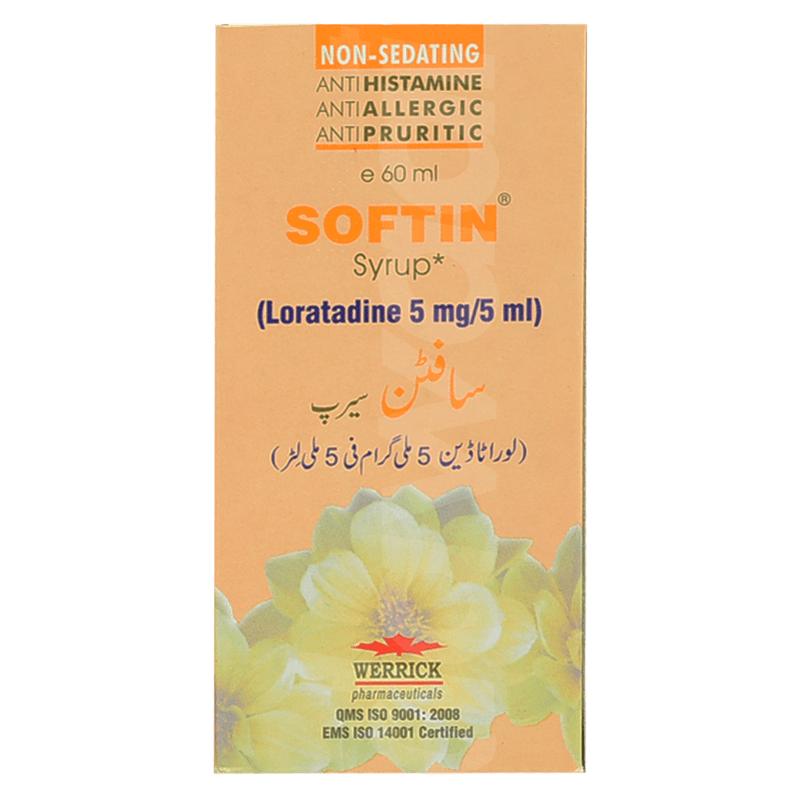 NON-SEDATING
ANTIHISTAMINE
ANTIALLERGIC
ANTIPRURITIC
e 60 ml
SOFTIN®
Syrup*
(Loratadine 5 mg/5 ml)
سافٹن سیرپ
(لوراٹاڈین 5 ملی گرام فی 5 ملی لٹر)
WERRICK
pharmaceuticals
QMS ISO 9001: 2008
EMS ISO 14001 Certified